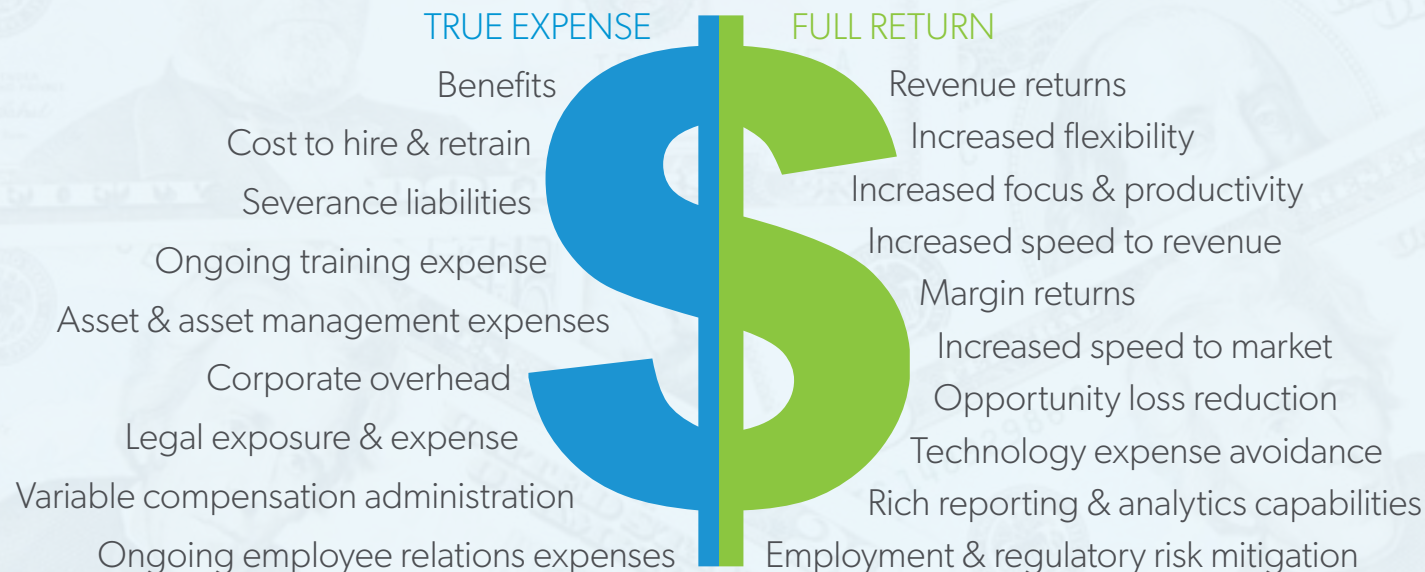 TRUE EXPENSE
Benefits
Cost to hire & retrain
Severance liabilities
Ongoing training expense
Asset & asset management expenses
Corporate overhead
Legal exposure & expense
Variable compensation administration
Ongoing employee relations expenses
FULL RETURN
Revenue returns
Increased flexibility
Increased focus & productivity
Increased speed to revenue
Margin returns
Increased speed to market
Opportunity loss reduction
Technology expense avoidance
Rich reporting & analytics capabilities
Employment & regulatory risk mitigation